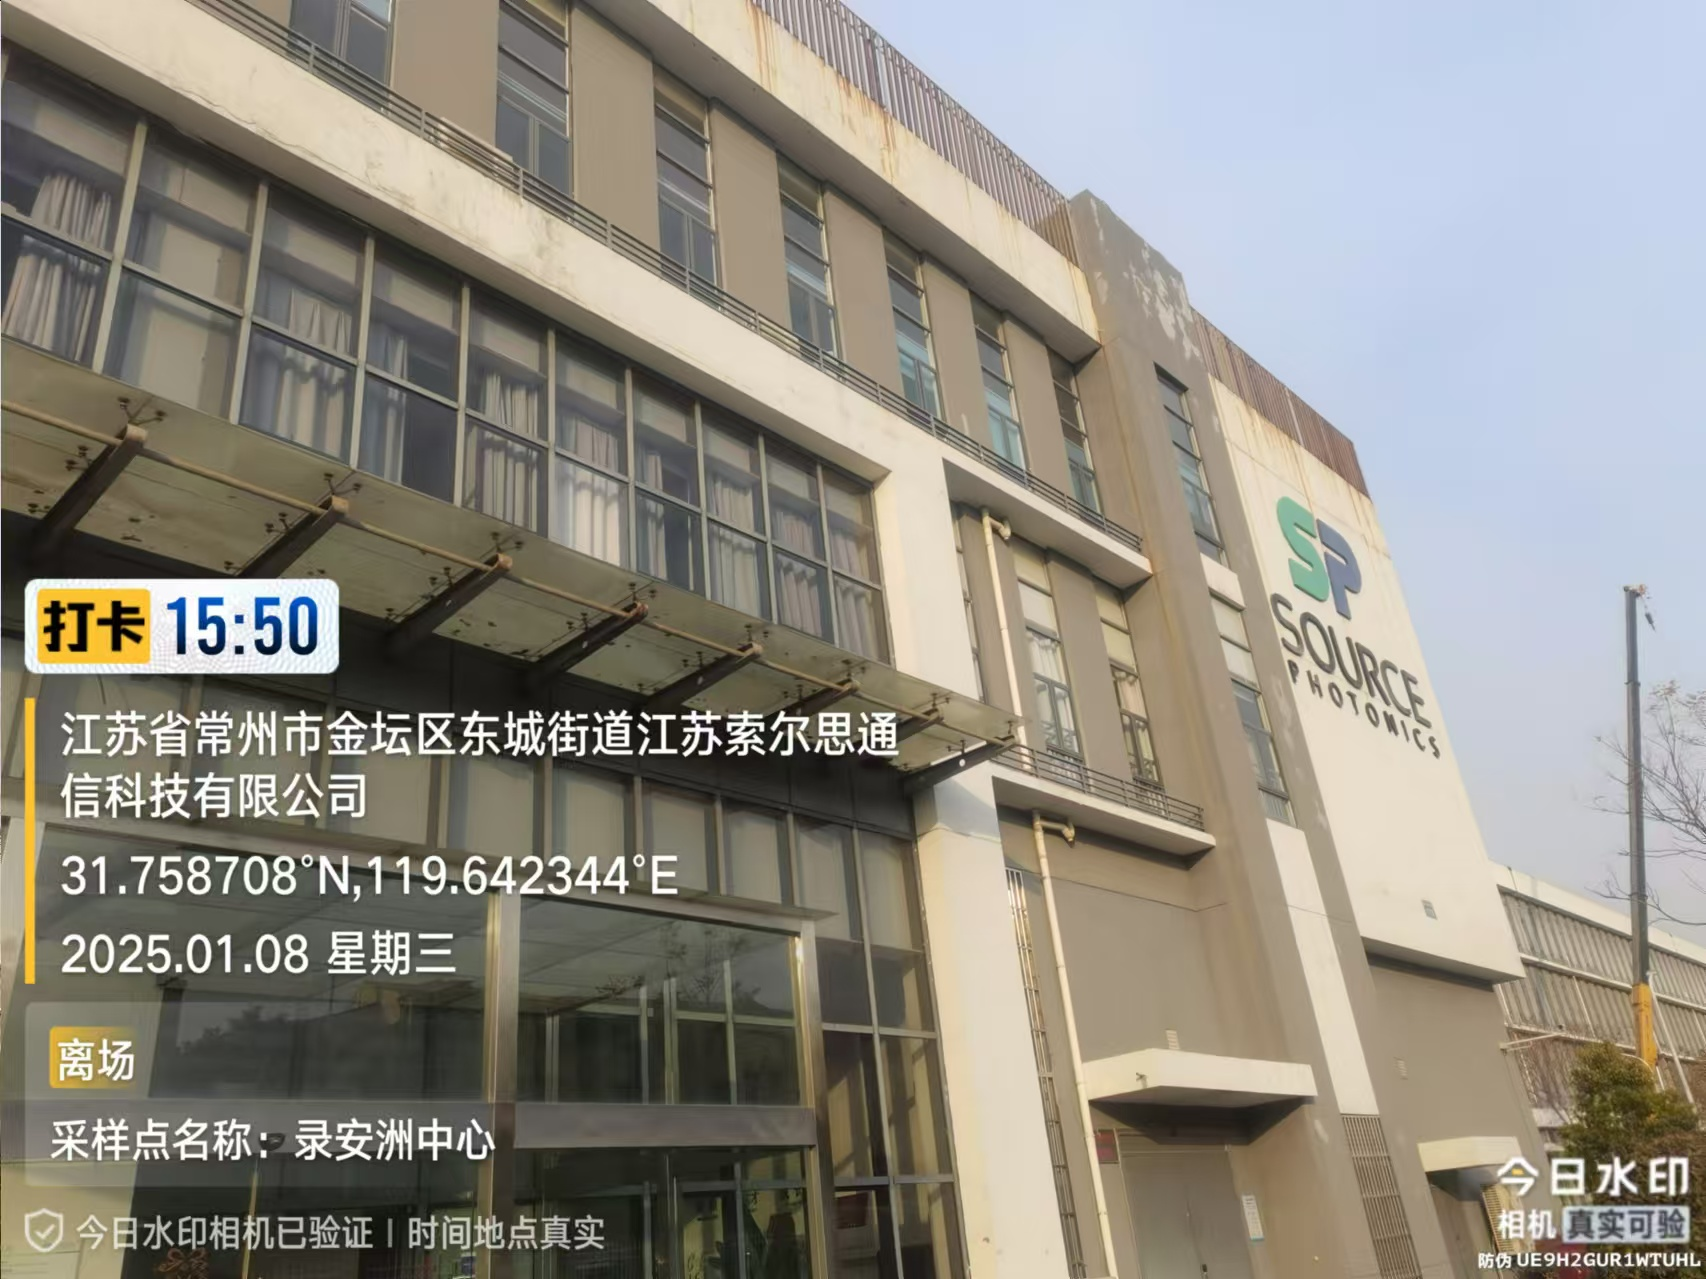 SP
SOURCE
PHOTONICS
打卡 15:50
江苏省常州市金坛区东城街道江苏索尔思通
信科技有限公司
31.758708°N,119.642344°E
2025.01.08 星期三
离场
采样点名称：录安洲中心
今日水印相机已验证 | 时间地点真实
今日水印
相机 真实可验
防伪 UE9H2GUR1WTUHL